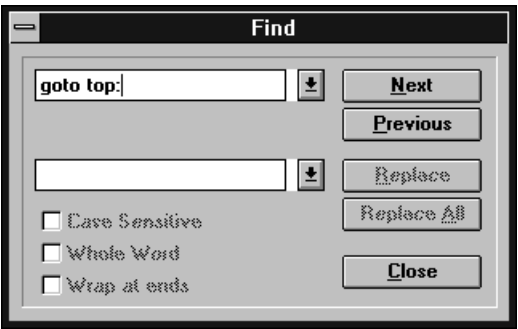 Find
goto top:
Next
Previous
Replace
Replace All
Case Sensitive
Whole Word
Wrap at ends
Close